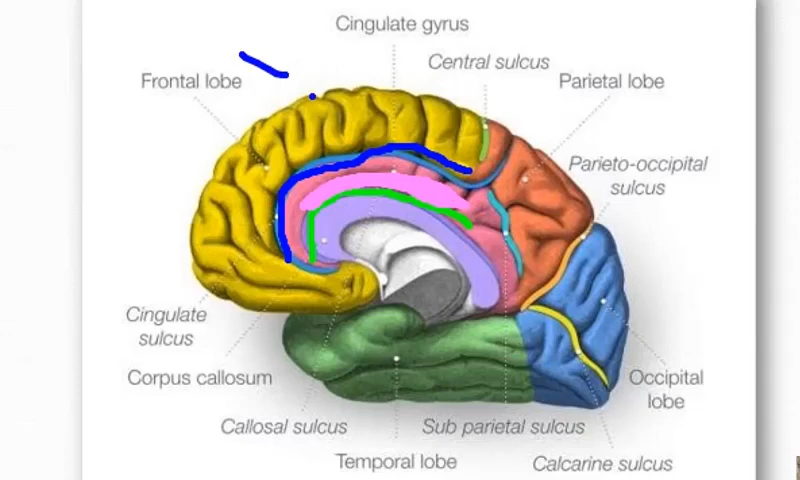 Cingulate gyrus
Central sulcus
Frontal lobe
Parietal lobe
Parieto-occipital
sulcus
Cingulate
sulcus
Corpus callosum
Occipital
lobe
Callosal sulcus
Sub parietal sulcus
Temporal lobe
Calcarine sulcus